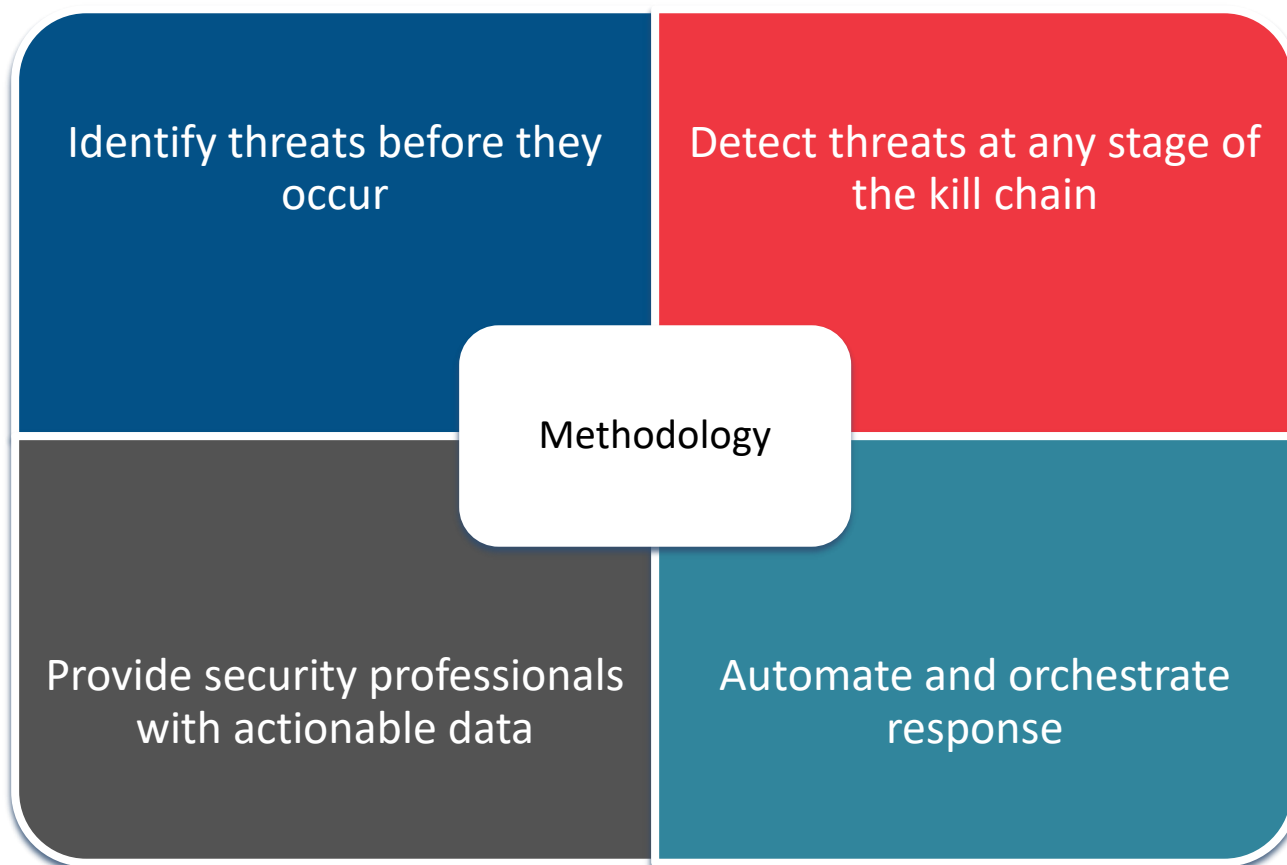 Identify threats before they
occur
Detect threats at any stage of
the kill chain
Methodology
Provide security professionals
with actionable data
Automate and orchestrate
response